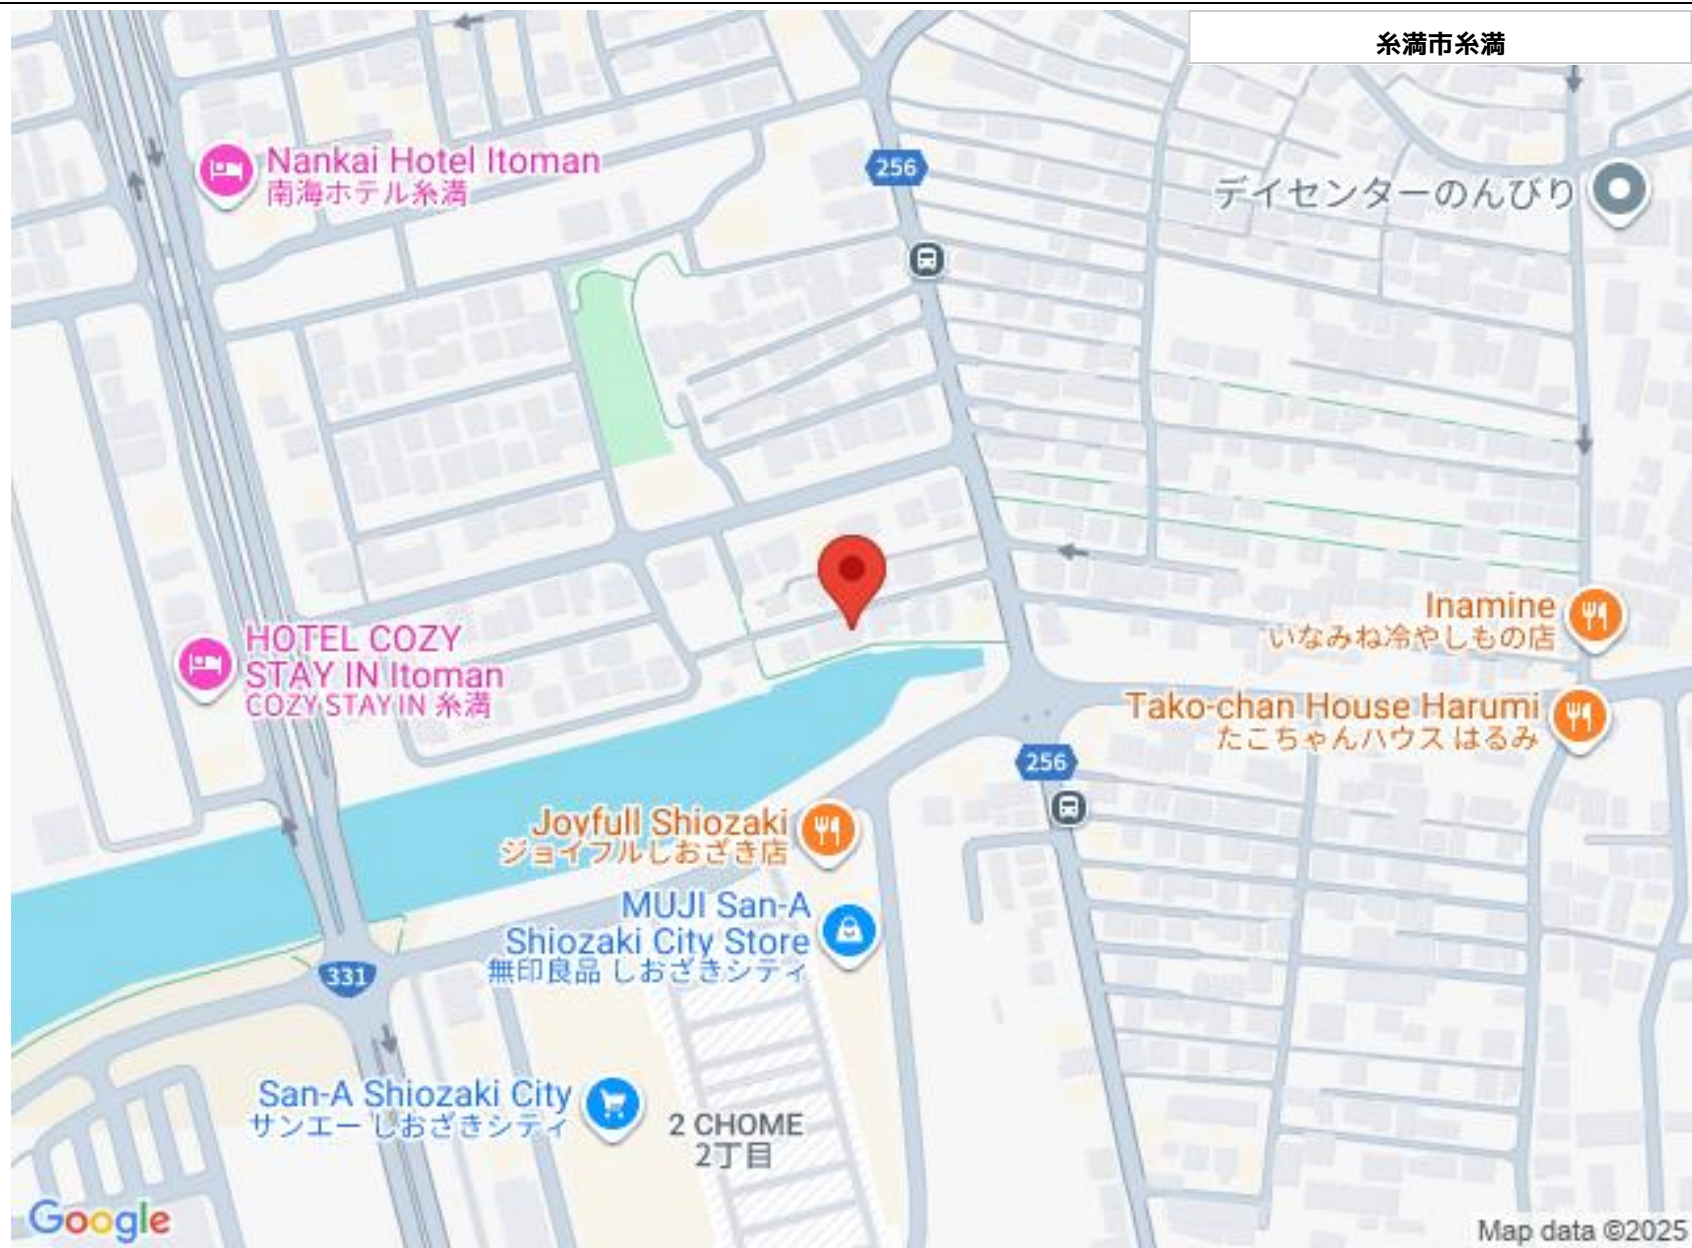 糸満市糸満
Nankai Hotel Itoman
南海ホテル糸満
256
デイセンターのんびり
Inamine
いなみね冷やしもの店
HOTEL COZY
STAY IN Itoman
COZY STAY IN 糸満
Tako-chan House Harumi
たこちゃんハウス はるみ
256
Joyfull Shiozaki
ジョイフルしおざき店
MUJI San-A
Shiozaki City Store
無印良品 しおざきシティ
331
San-A Shiozaki City
サンエー しおざきシティ
2 CHOME
2丁目
Google
Map data ©2025